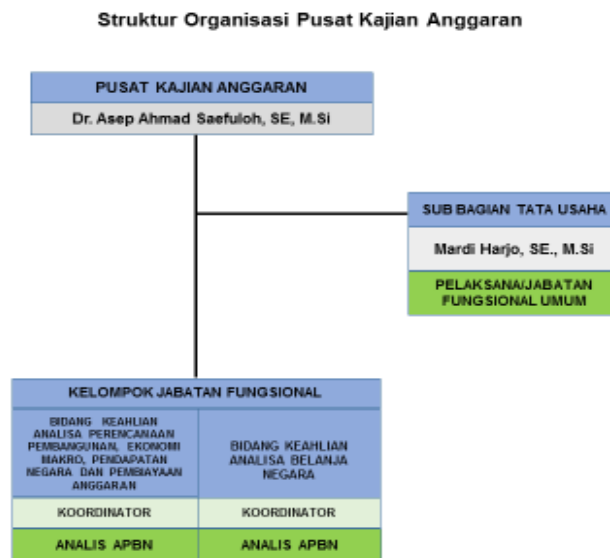 Struktur Organisasi Pusat Kajian Anggaran
PUSAT KAJIAN ANGGARAN
Dr. Asep Ahmad Saefuloh, SE, M.Si
SUB BAGIAN TATA USAHA
Mardi Harjo, SE., M.Si
PELAKSANA/JABATAN
FUNGSIONAL UMUM
KELOMPOK JABATAN FUNGSIONAL
BIDANG KEAHLIAN
ANALISA PERENCANAAN
PEMBANGUNAN, EKONOMI
MAKRO, PENDAPATAN
NEGARA DAN PEMBIAYAAN
ANGGARAN
BIDANG KEAHLIAN
ANALISA BELANJA
NEGARA
KOORDINATOR
KOORDINATOR
ANALIS APBN
ANALIS APBN